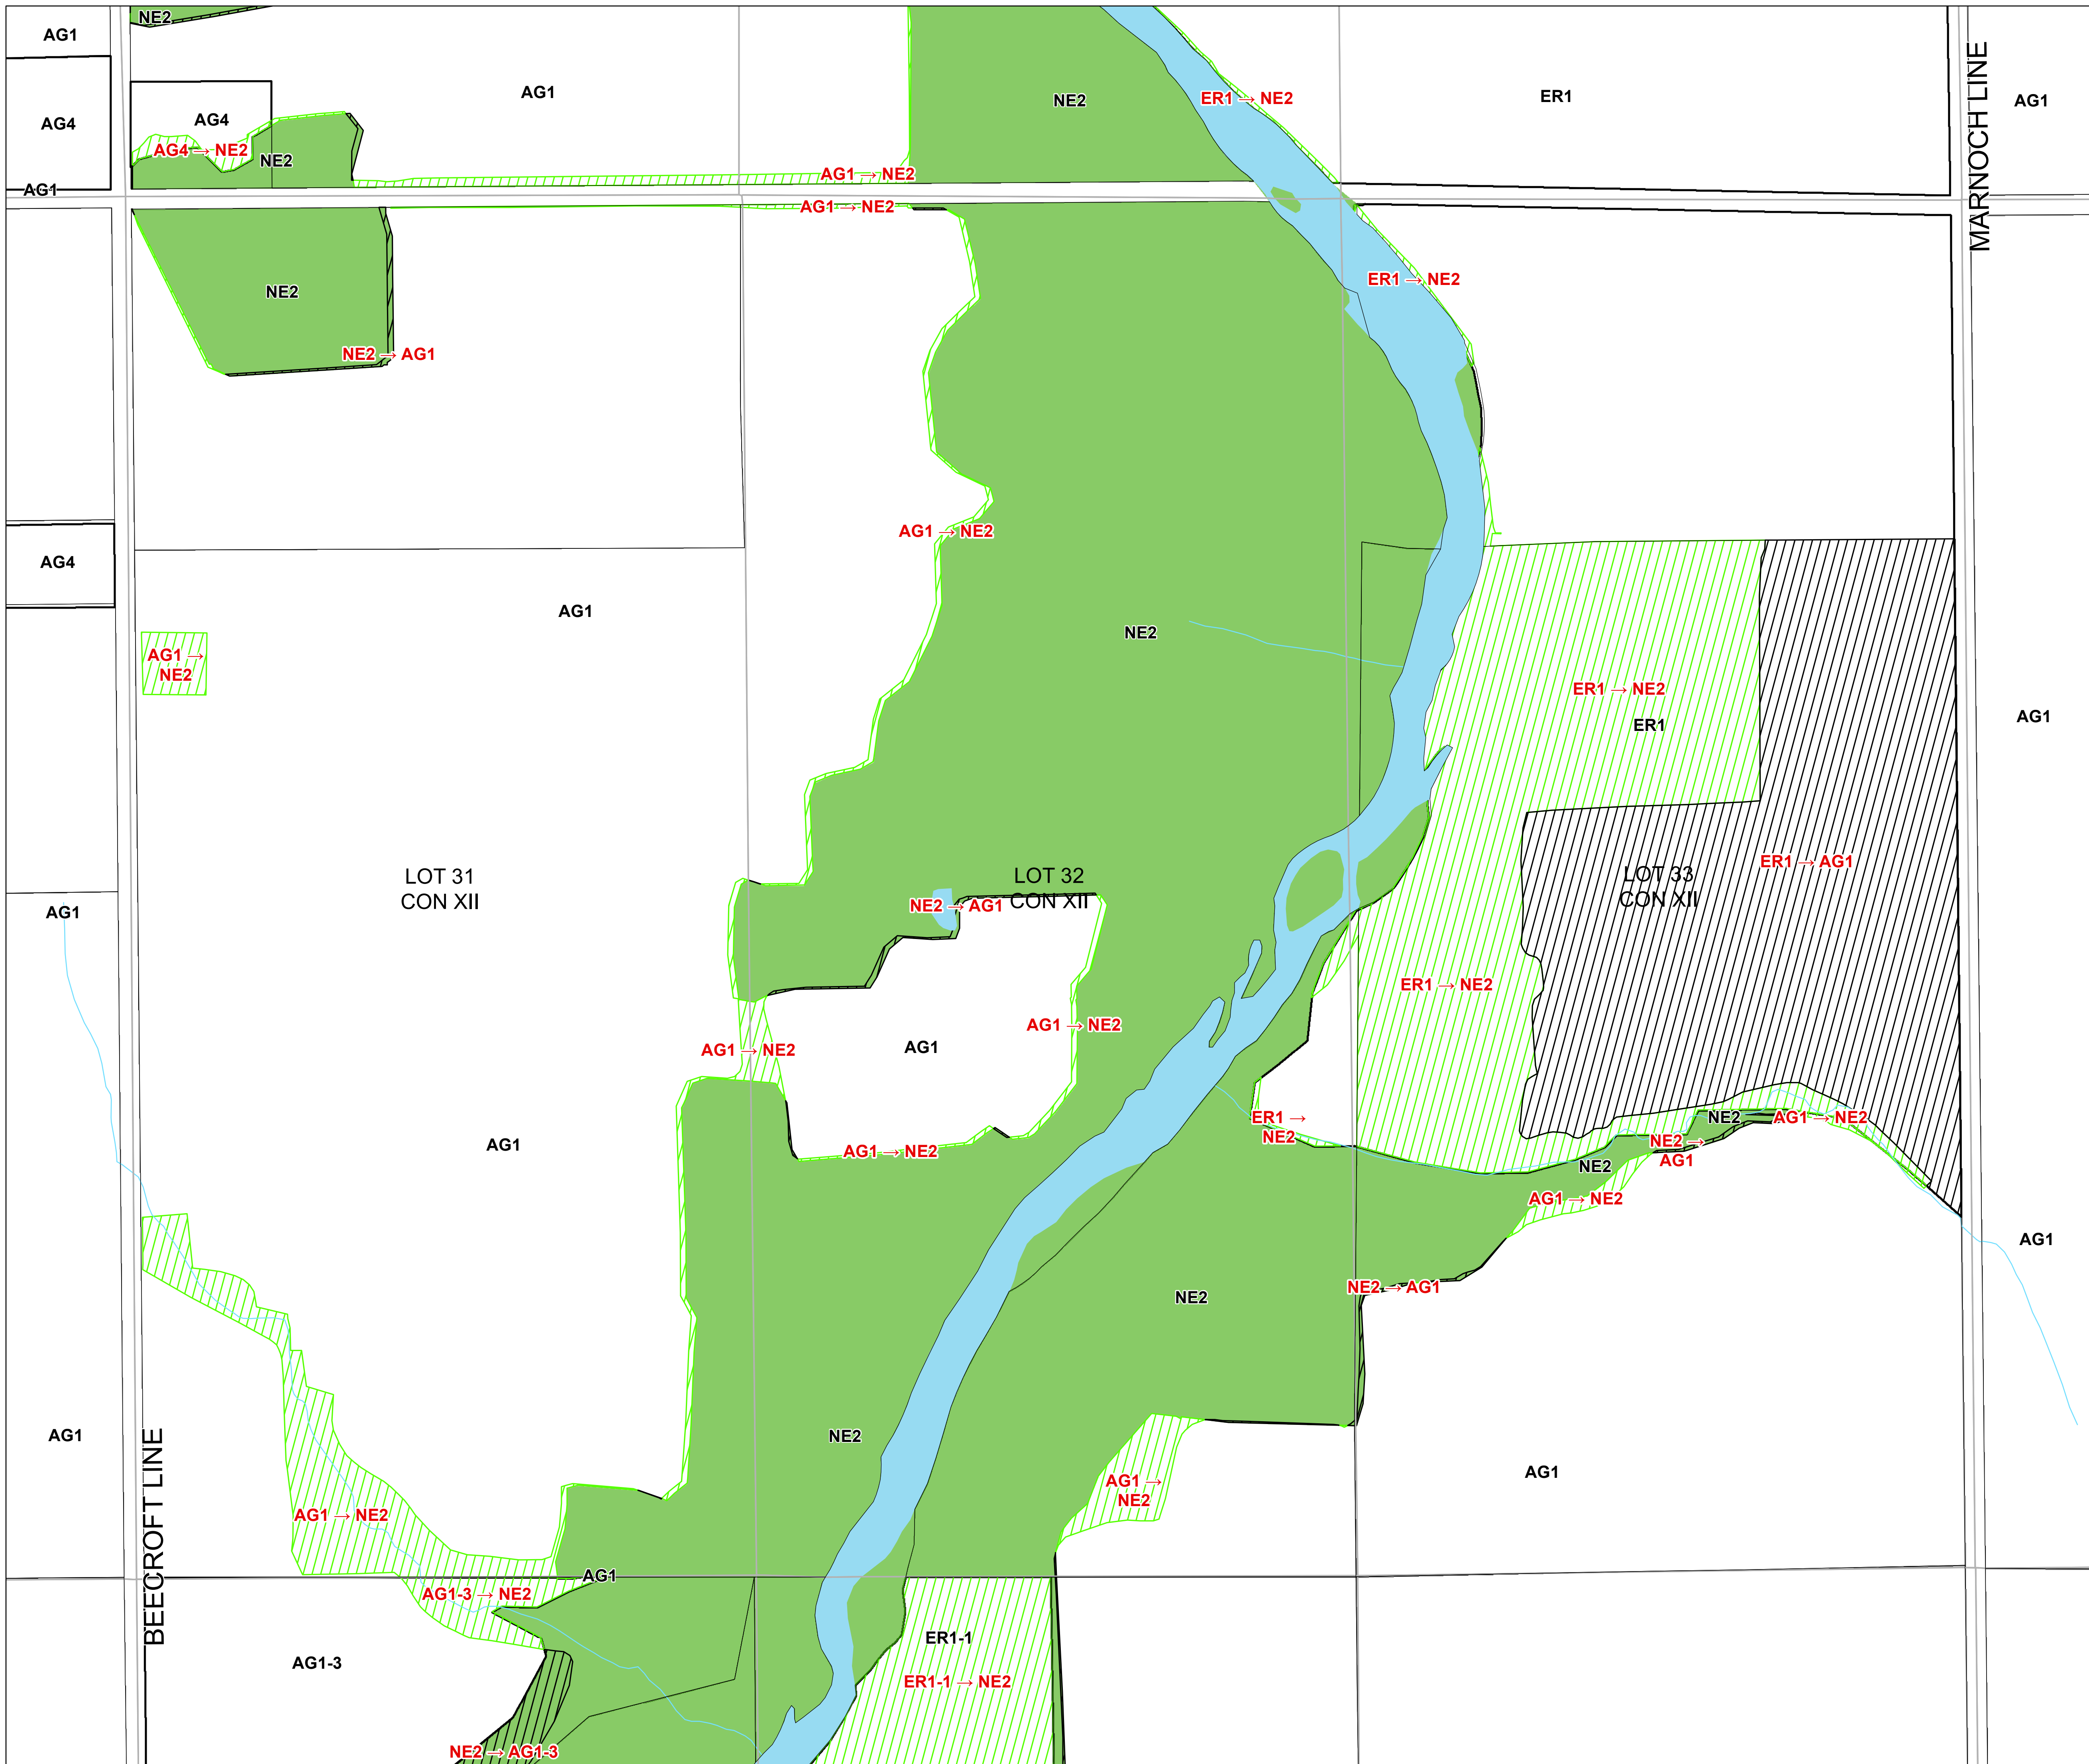 NE2
AG1
AG1
NE2
ER1 → NE2
ER1
AG1
AG4
AG4
AG4 → NE2
NE2
AG1 → NE2
AG1
AG1 → NE2
MARNOCH LINE
NE2
ER1 → NE2
NE2 → AG1
AG1 → NE2
AG4
AG1
NE2
AG1 →
NE2
ER1 → NE2
ER1
AG1
LOT 31
CON XII
LOT 32
CON XII
LOT 33
CON XII
ER1 → AG1
AG1
NE2 → AG1
ER1 → NE2
AG1 → NE2
AG1 → NE2
AG1
ER1 →
NE2
NE2
AG1 → NE2
AG1
AG1 → NE2
NE2 →
AG1
NE2
AG1 → NE2
AG1
NE2
NE2 → AG1
AG1
NE2
AG1
AG1 →
NE2
AG1 → NE2
BEECROFT LINE
AG1
AG1-3 → NE2
ER1-1
AG1-3
ER1-1 → NE2
NE2 → AG1-3